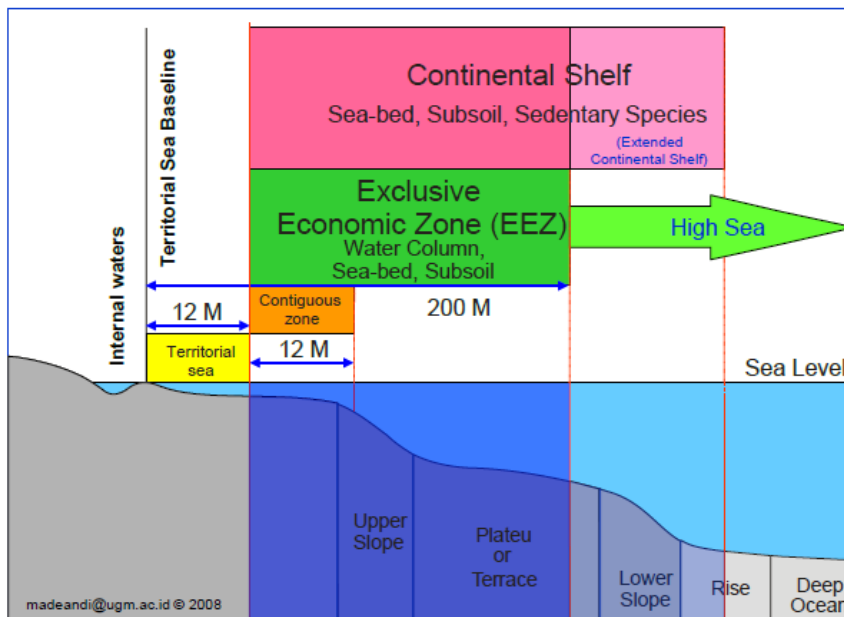 Continental Shelf
Sea-bed, Subsoil, Sedentary Species
(Extended
Continental Shelf)
Internal waters
Territorial Sea Baseline
Exclusive
Economic Zone (EEZ)
Water Column,
Sea-bed, Subsoil
High Sea
12 M
Contiguous
zone
200 M
Territorial
sea
12 M
Sea Level
Upper
Slope
Plateu
or
Terrace
Lower
Slope
Rise
Deep
Ocean
madeandi@ugm.ac.id © 2008